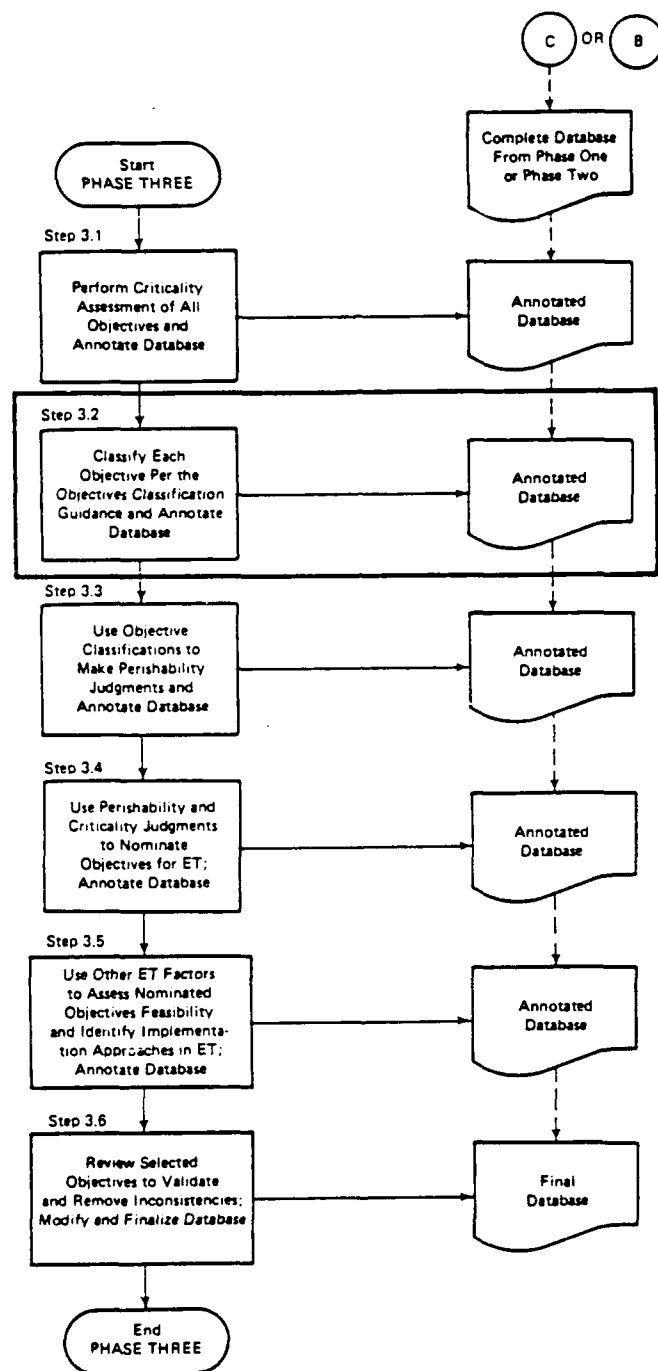 C OR B
Complete Database
From Phase One
or Phase Two
Start
PHASE THREE
Step 3.1
Perform Criticality
Assessment of All
Objectives and
Annotate Database
Annotated
Database
Step 3.2
Classify Each
Objective Per the
Objectives Classification
Guidance and Annotate
Database
Annotated
Database
Step 3.3
Use Objective
Classifications to
Make Perishability
Judgments and
Annotate Database
Annotated
Database
Step 3.4
Use Perishability and
Criticality Judgments
to Nominate
Objectives for ET;
Annotate Database
Annotated
Database
Step 3.5
Use Other ET Factors
to Assess Nominated
Objectives Feasibility
and Identify Implementa-
tion Approaches in ET;
Annotate Database
Annotated
Database
Step 3.6
Review Selected
Objectives to Validate
and Remove Inconsistencies;
Modify and Finalize Database
Final
Database
End
PHASE THREE